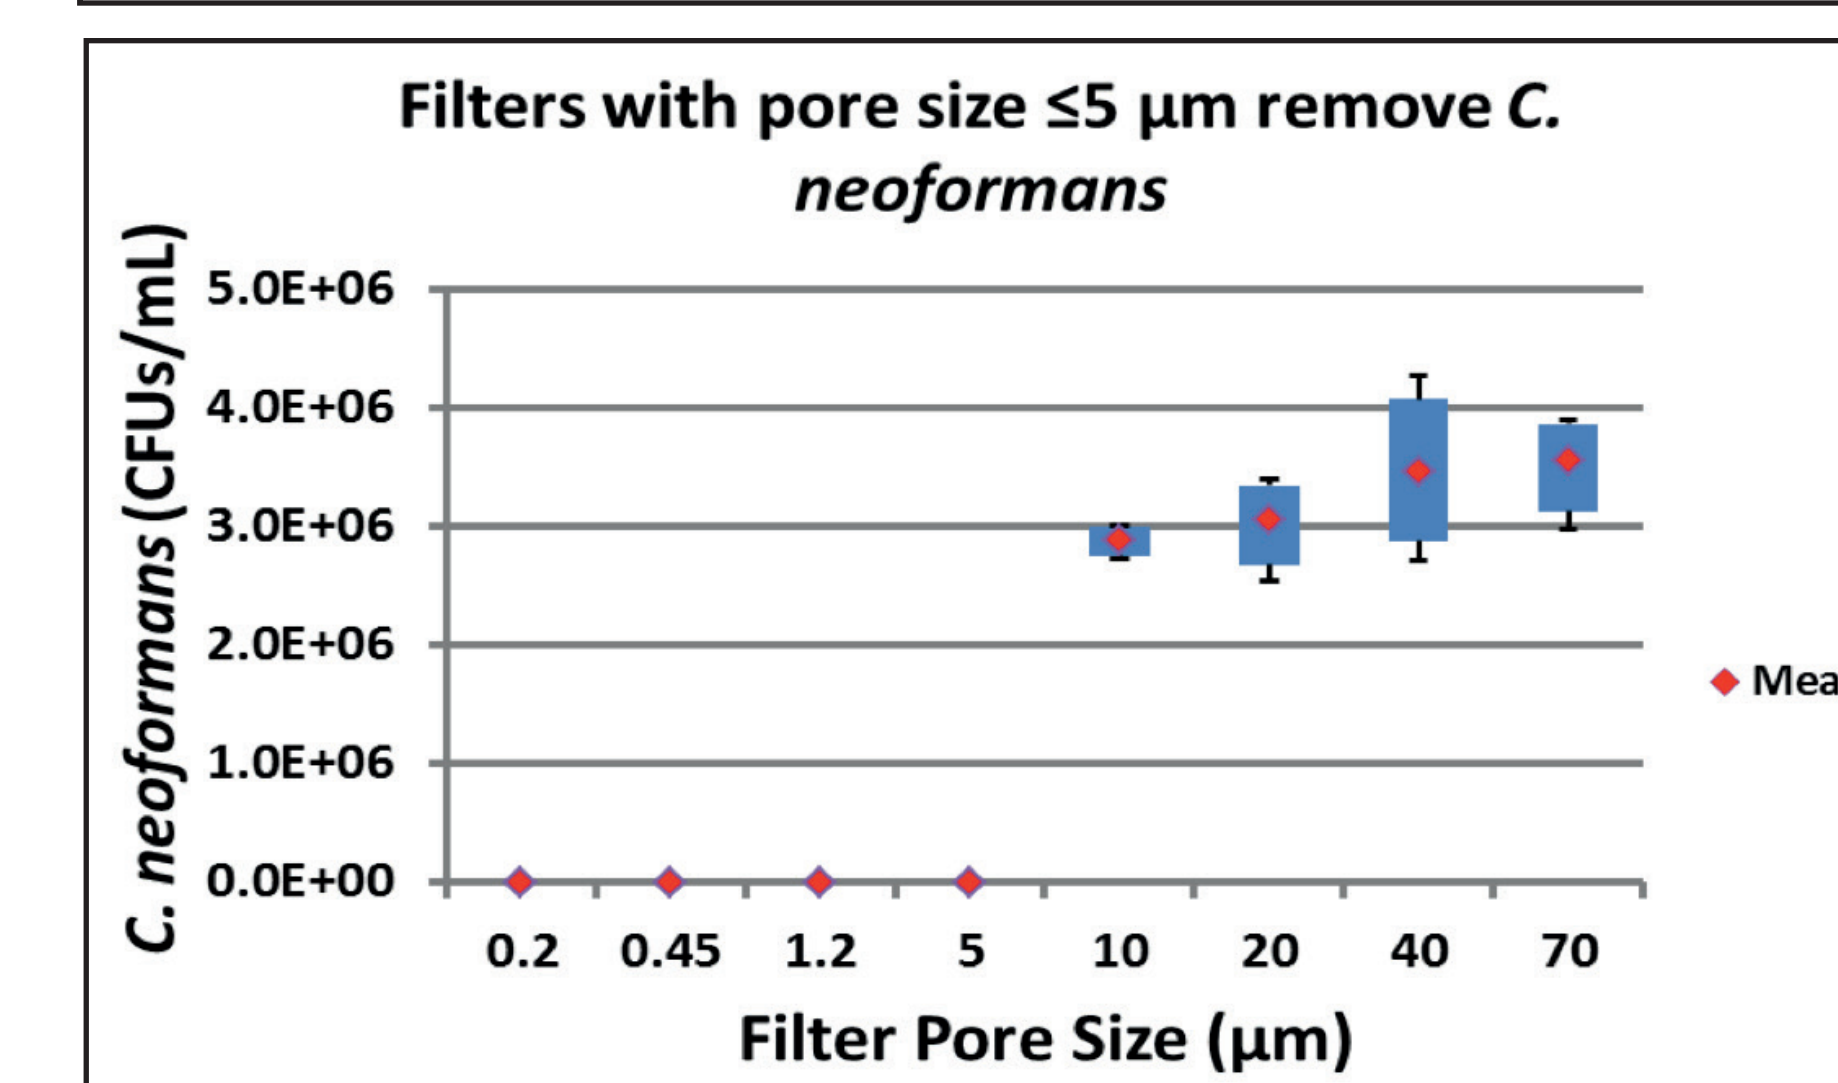 Filters with pore size ≤5 µm remove C.
neoformans
C. neoformans (CFUs/mL)
5.0E+06
4.0E+06
3.0E+06
2.0E+06
1.0E+06
0.0E+00
0.2 0.45 1.2 5 10 20 40 70
Filter Pore Size (µm)
Mea